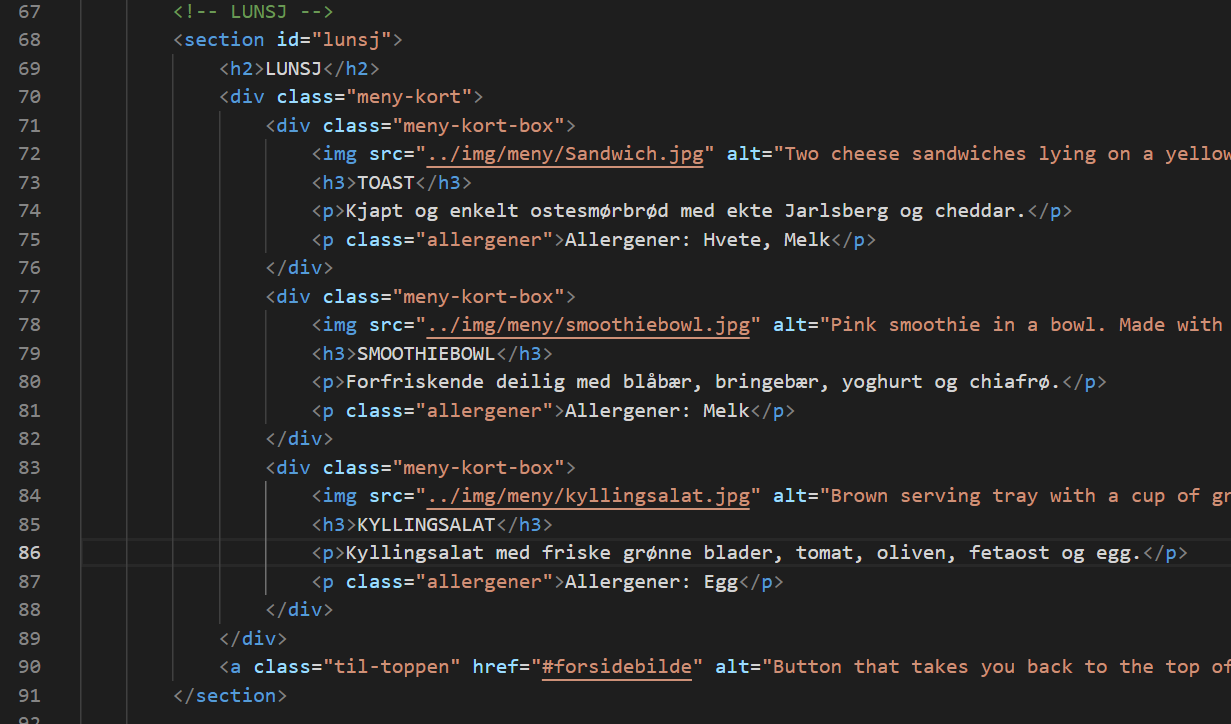 67 <!-- LUNSJ -->
68 <section id="lunsj">
69 <h2>LUNSJ</h2>
70 <div class="meny-kort">
71 <div class="meny-kort-box">
72 <img src="../img/meny/Sandwich.jpg" alt="Two cheese sandwiches lying on a yellow
73 <h3>TOAST</h3>
74 <p>Kjapt og enkelt ostesmørbrød med ekte Jarlsberg og cheddar.</p>
75 <p class="allergener">Allergener: Hvete, Melk</p>
76 </div>
77 <div class="meny-kort-box">
78 <img src="../img/meny/smoothiebowl.jpg" alt="Pink smoothie in a bowl. Made with
79 <h3>SMOOTHIEBOWL</h3>
80 <p>Forfriskende deilig med blåbær, bringebær, yoghurt og chiafrø.</p>
81 <p class="allergener">Allergener: Melk</p>
82 </div>
83 <div class="meny-kort-box">
84 <img src="../img/meny/kyllingsalat.jpg" alt="Brown serving tray with a cup of gr
85 <h3>KYLLINGSALAT</h3>
86 <p>Kyllingsalat med friske grønne blader, tomat, oliven, fetaost og egg.</p>
87 <p class="allergener">Allergener: Egg</p>
88 </div>
89 </div>
90 <a class="til-toppen" href="#forsidebilde" alt="Button that takes you back to the top of
91 </section>
92